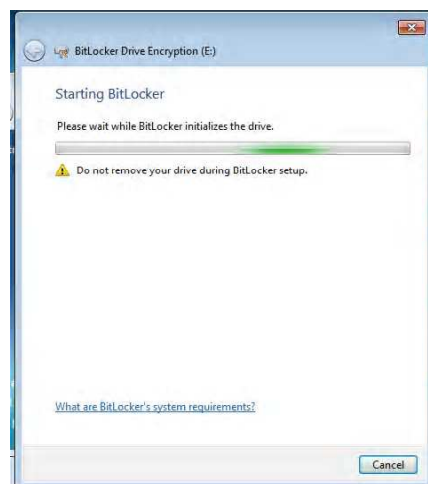 BitLocker Drive Encryption (E:)
Starting BitLocker
Please wait while BitLocker initializes the drive.
Do not remove your drive during BitLocker setup.
What are BitLocker's system requirements?
Cancel